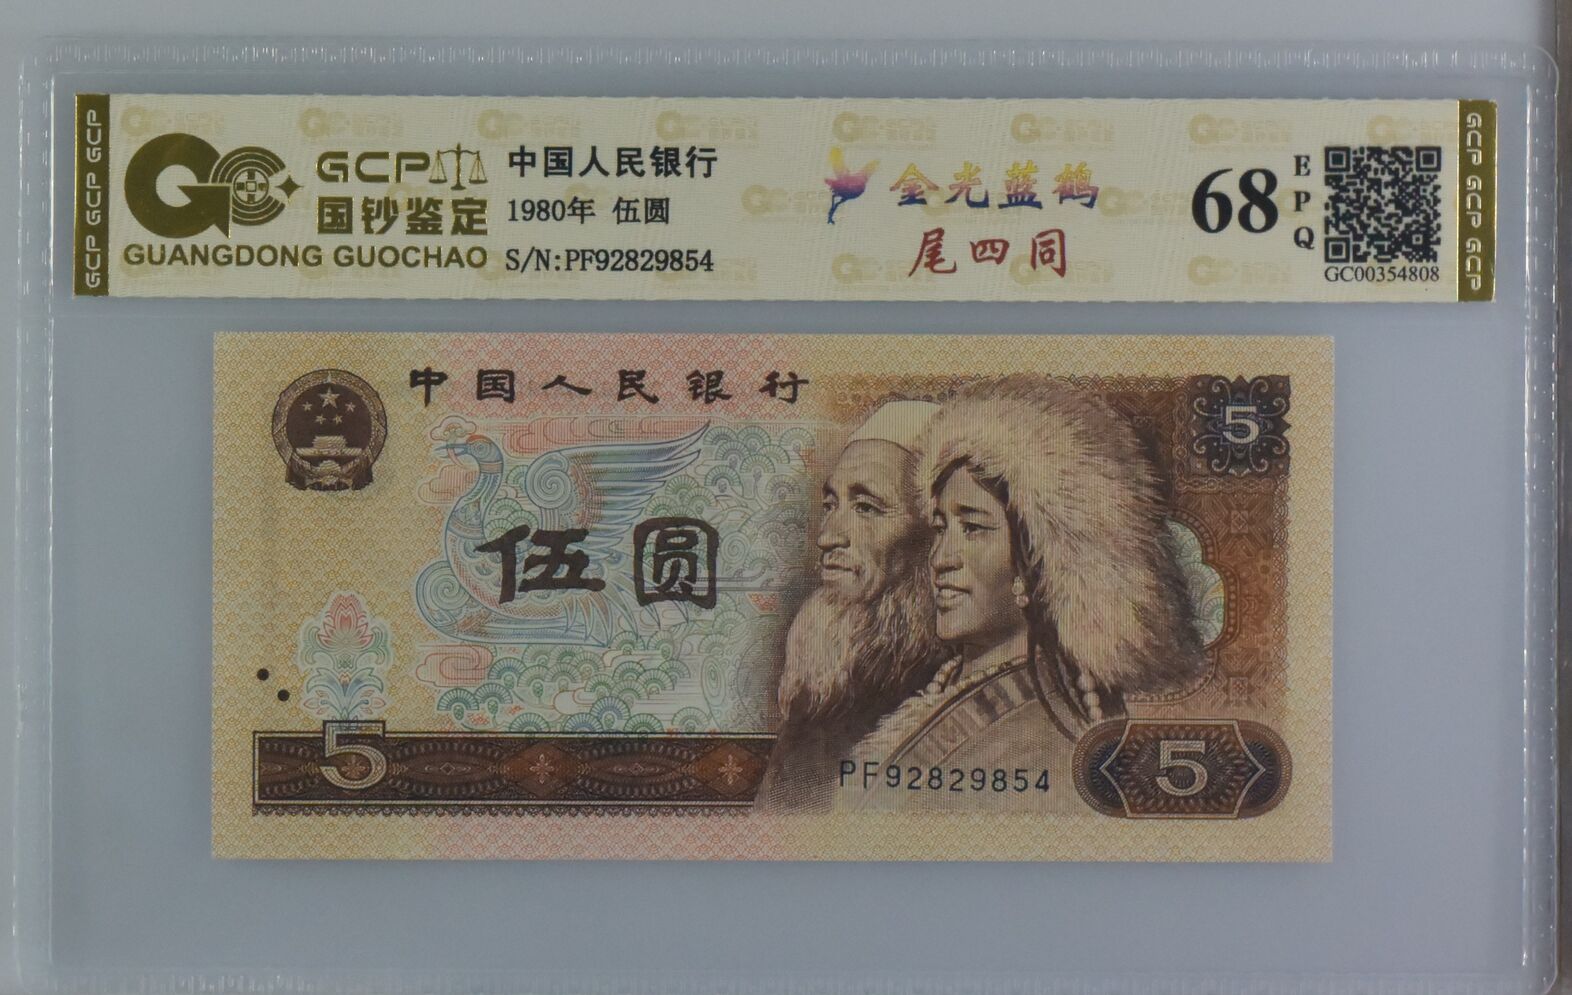 GCP GCP GCP
GCP
国钞鉴定
GUANGDONG GUOCHAO
中国人民银行
1980年 伍圆
S/N:PF92829854
金光蓝鹤
尾四同
68
EPQ
GC00354808
GCP GCP GCP
中国人民银行
5
伍圆
5
PF92829854
5